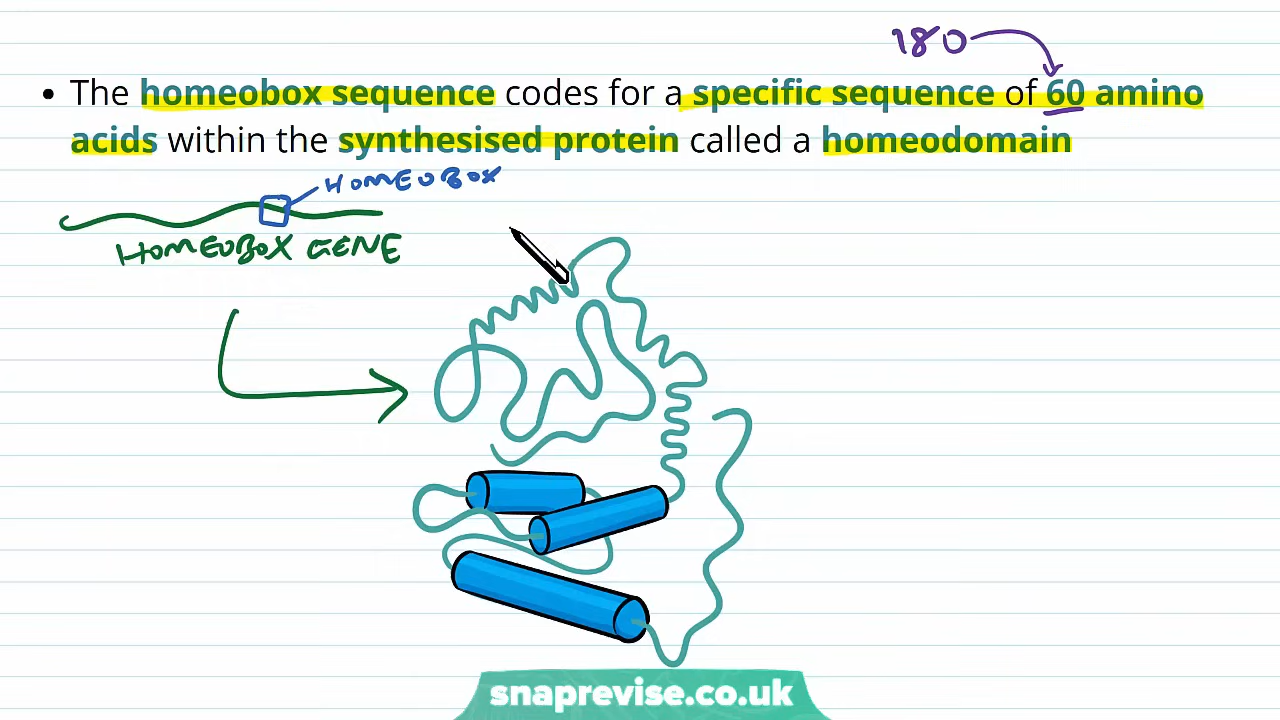 180
• The homeobox sequence codes for a specific sequence of 60 amino
acids within the synthesised protein called a homeodomain
HOMEOBOX
HOMEOBOX GENE
snaprevise.co.uk